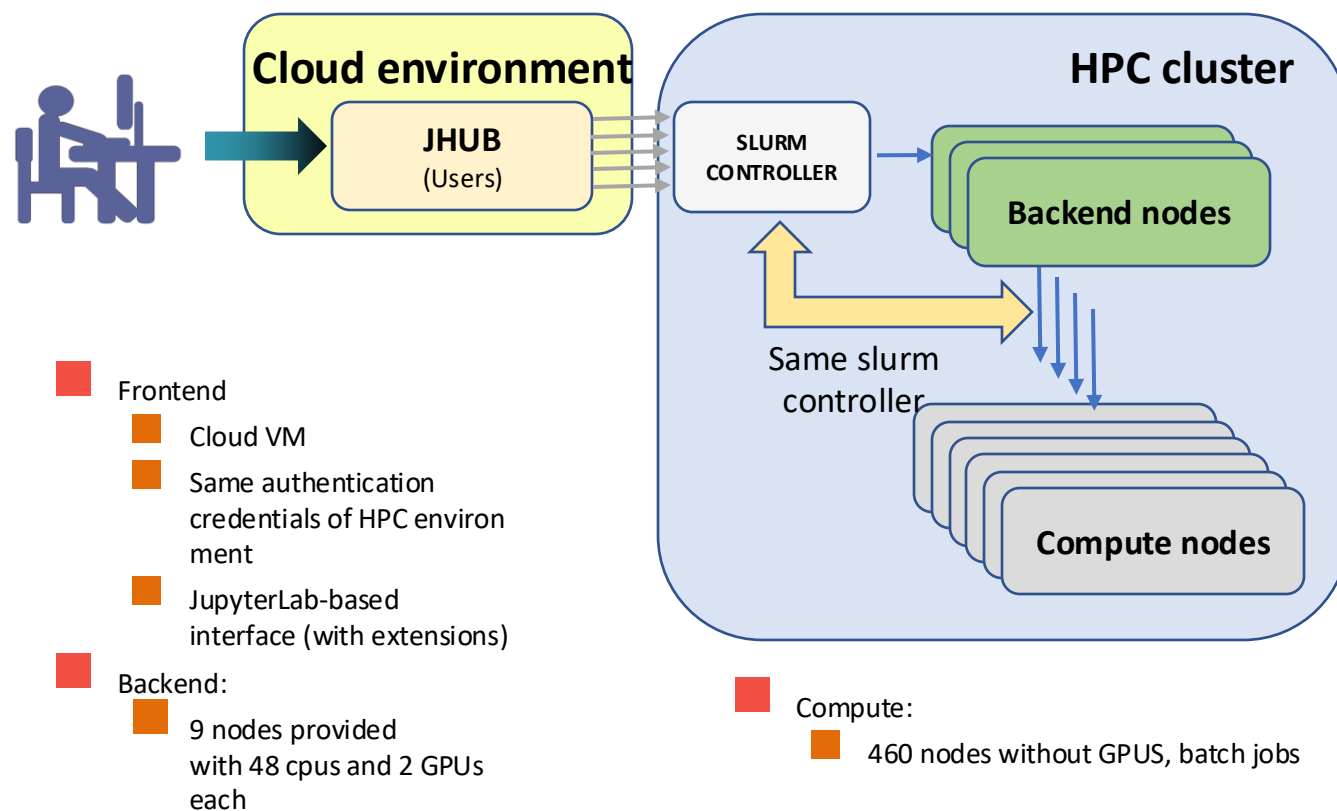 Cloud environment
HPC cluster
JHUB
(Users)
SLURM
CONTROLLER
Backend nodes
Same slurm
controller
Compute nodes
Frontend
Cloud VM
Same authentication
credentials of HPC environ
ment
JupyterLab-based
interface (with extensions)
Backend:
9 nodes provided
with 48 cpus and 2 GPUs
each
Compute:
460 nodes without GPUS, batch jobs